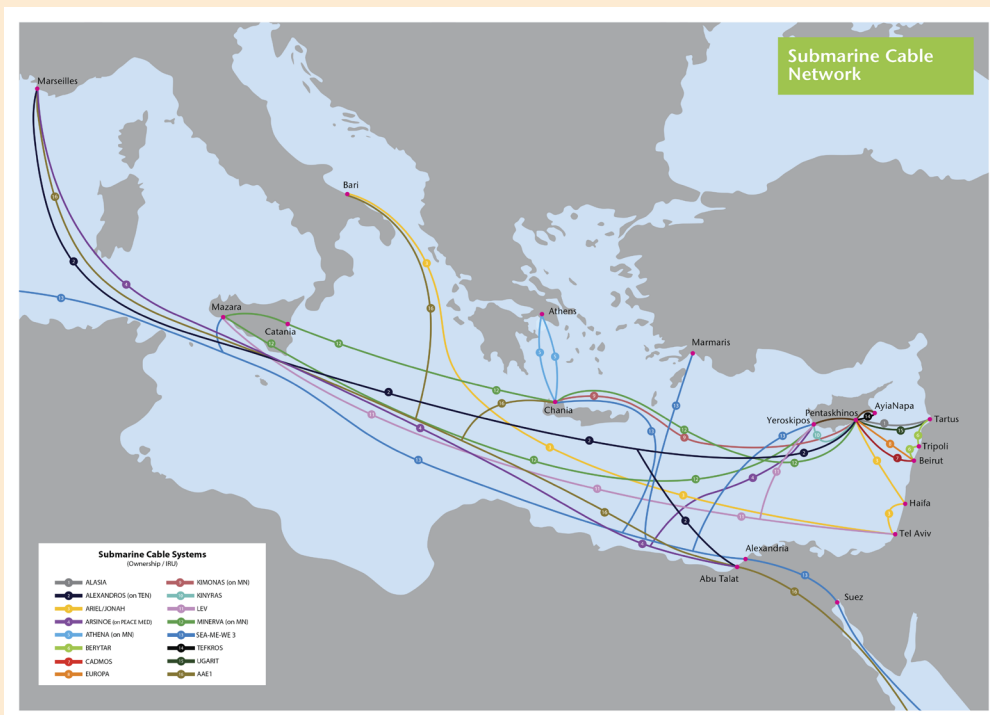 Submarine Cable
Network
Marseilles
Bari
Mazara
Catania
Athens
Chania
Marmaris
Yeroskipos
Pentaskhinos
AyiaNapa
Tartus
Tripoli
Beirut
Haifa
Tel Aviv
Alexandria
Abu Talat
Suez
Submarine Cable Systems
(Ownership / IRU)
ALASIA
ALEXANDROS (on TEN)
ARIEL/JONAH
ARSINOE (on PEACE MED)
ATHENA (on MN)
BERYTAR
CADMOS
EUROPA
KIMONAS (on MN)
KINYRAS
LEV
MINERVA (on MN)
SEA-ME-WE 3
TEFKROS
UGARIT
AAE1